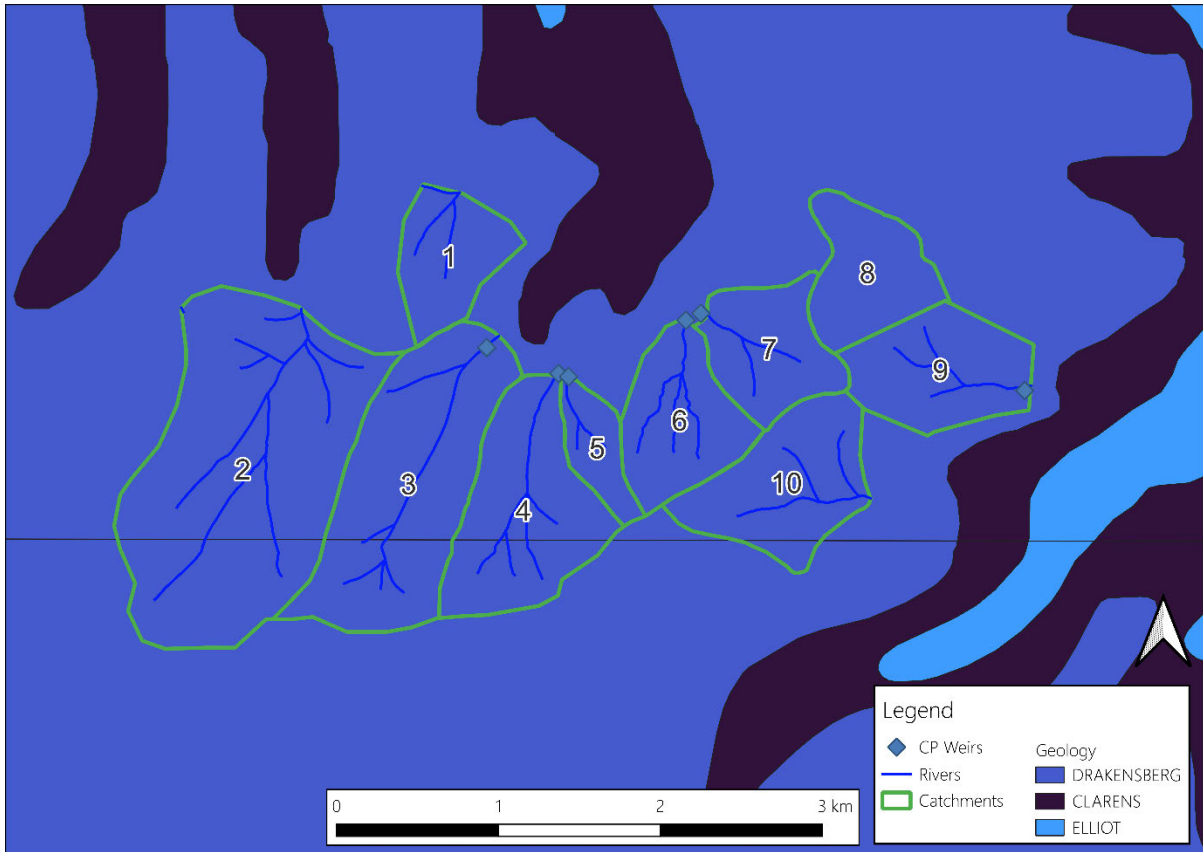 1
8
7
9
6
2
3
5
10
4
Legend
CP Weirs
Rivers
Catchments
Geology
DRAKENSBERG
CLARENS
ELLIOT
0 1 2 3 km